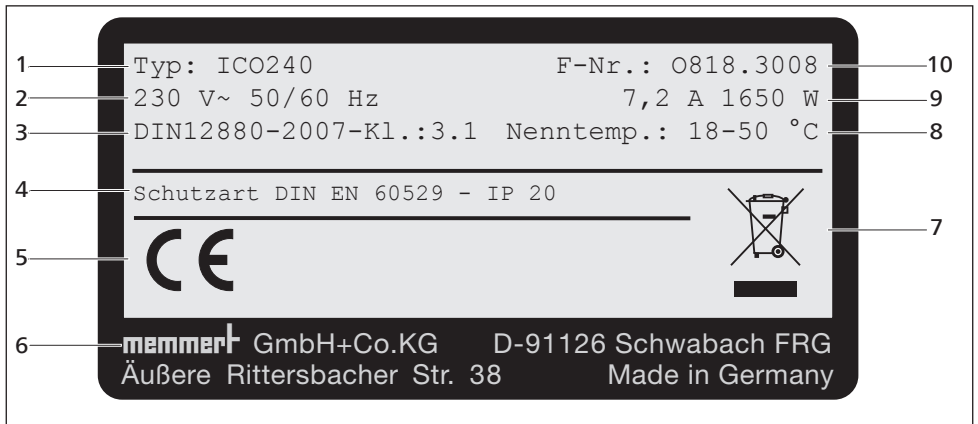 1 Typ: ICO240 F-Nr.: O818.3008 10
2 230 V~ 50/60 Hz 7,2 A 1650 W 9
3 DIN12880-2007-Kl.:3.1 Nenntemp.: 18-50 °C 8
4 Schutzart DIN EN 60529 - IP 20
7
5 CE
6 memmert GmbH+Co.KG D-91126 Schwabach FRG
Äußere Rittersbacher Str. 38 Made in Germany